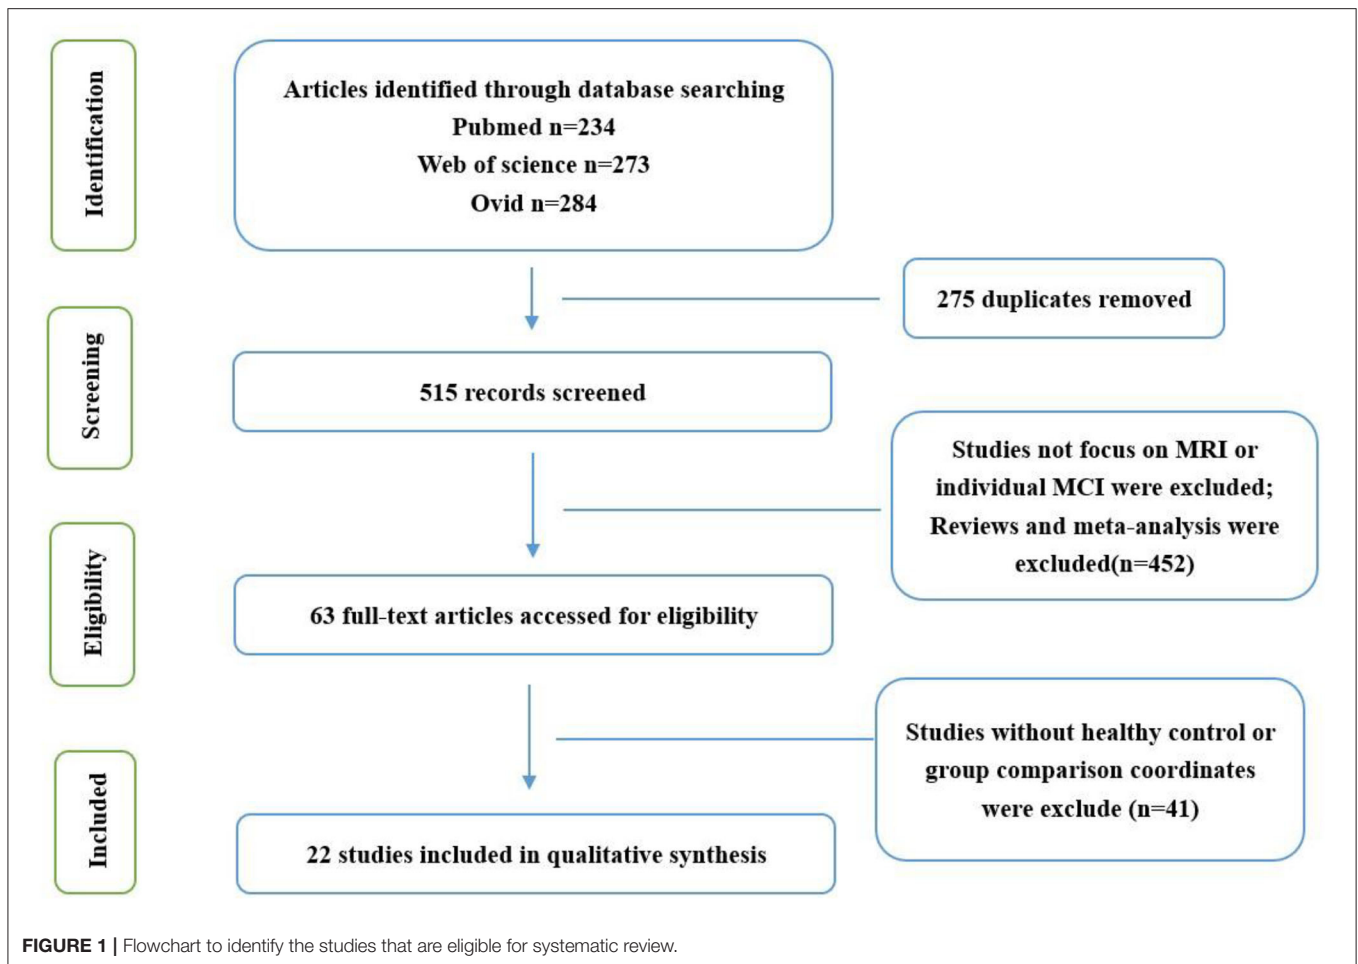 Identification
Articles identified through database searching
Pubmed n=234
Web of science n=273
Ovid n=284
275 duplicates removed
Screening
515 records screened
Studies not focus on MRI or
individual MCI were excluded;
Reviews and meta-analysis were
excluded(n=452)
Eligibility
63 full-text articles accessed for eligibility
Studies without healthy control or
group comparison coordinates
were exclude (n=41)
Included
22 studies included in qualitative synthesis
FIGURE 1 | Flowchart to identify the studies that are eligible for systematic review.